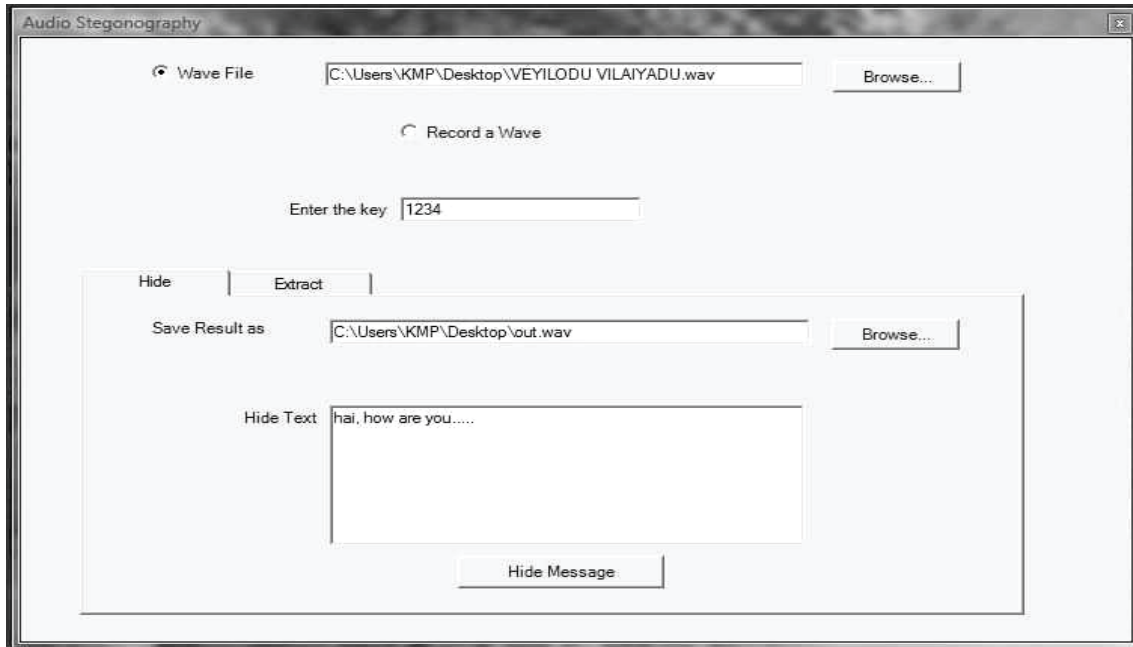 Audio Stegonography
Wave File C:\Users\KMP\Desktop\VEYILODU VILAIYADU.wav Browse...
Record a Wave
Enter the key 1234
Hide Extract
Save Result as C:\Users\KMP\Desktop\out.wav Browse...
Hide Text hai, how are you.....
Hide Message